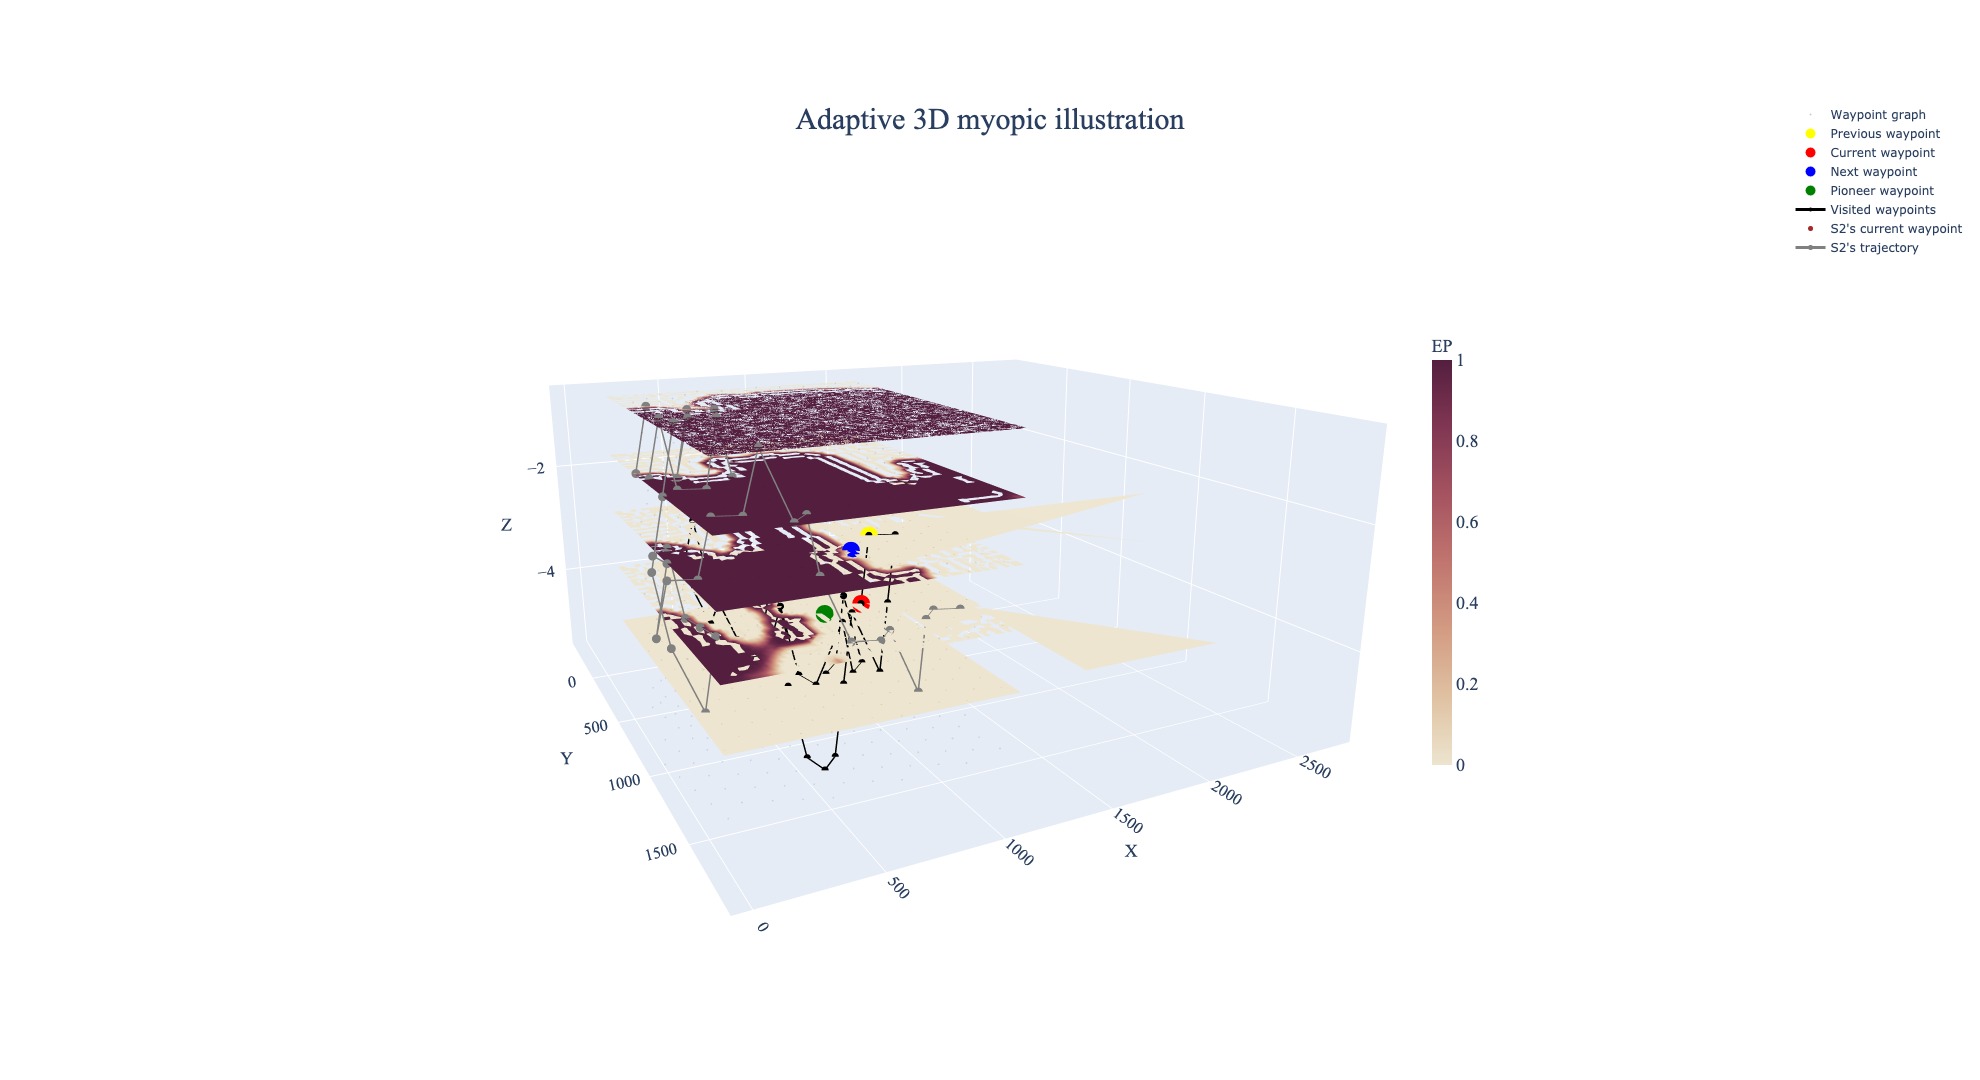 Adaptive 3D myopic illustration
Waypoint graph
Previous waypoint
Current waypoint
Next waypoint
Pioneer waypoint
Visited waypoints
S2's current waypoint
S2's trajectory
EP
1
0.8
0.6
0.4
0.2
0
−2
Z
−4
0
500
Y
1000
1500
0
500
1000
X
1500
2000
2500